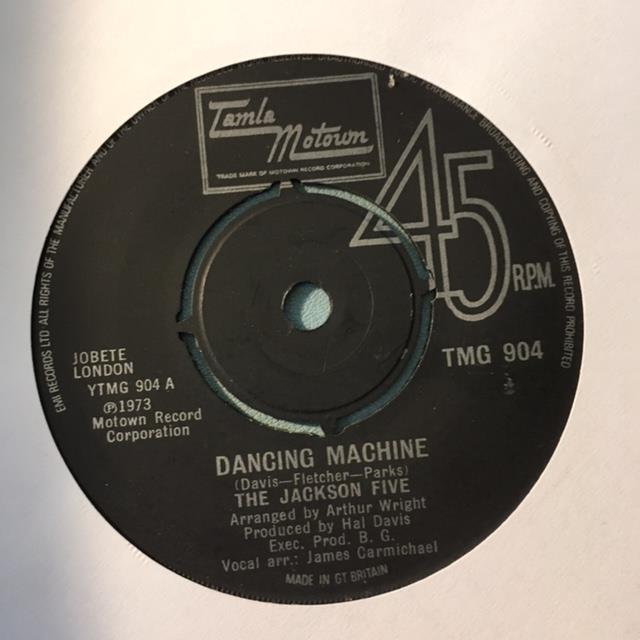 EMI RECORDS LTD ALL RIGHTS OF THE MANUFACTURER AND OF THE
PERFORMANCE BROADCASTING AND COPYING OF THIS RECORD PROHIBITED
Tamla
Motown
TRADE MARK OF MOTOWN RECORD CORPORATION
45
R.P.M.
TMG 904
JOBETE
LONDON
YTMG 904 A
℗1973
Motown Record
Corporation
DANCING MACHINE
(Davis—Fletcher—Parks)
THE JACKSON FIVE
Arranged by Arthur Wright
Produced by Hal Davis
Exec. Prod. B. G.
Vocal arr.: James Carmichael
MADE IN GT BRITAIN